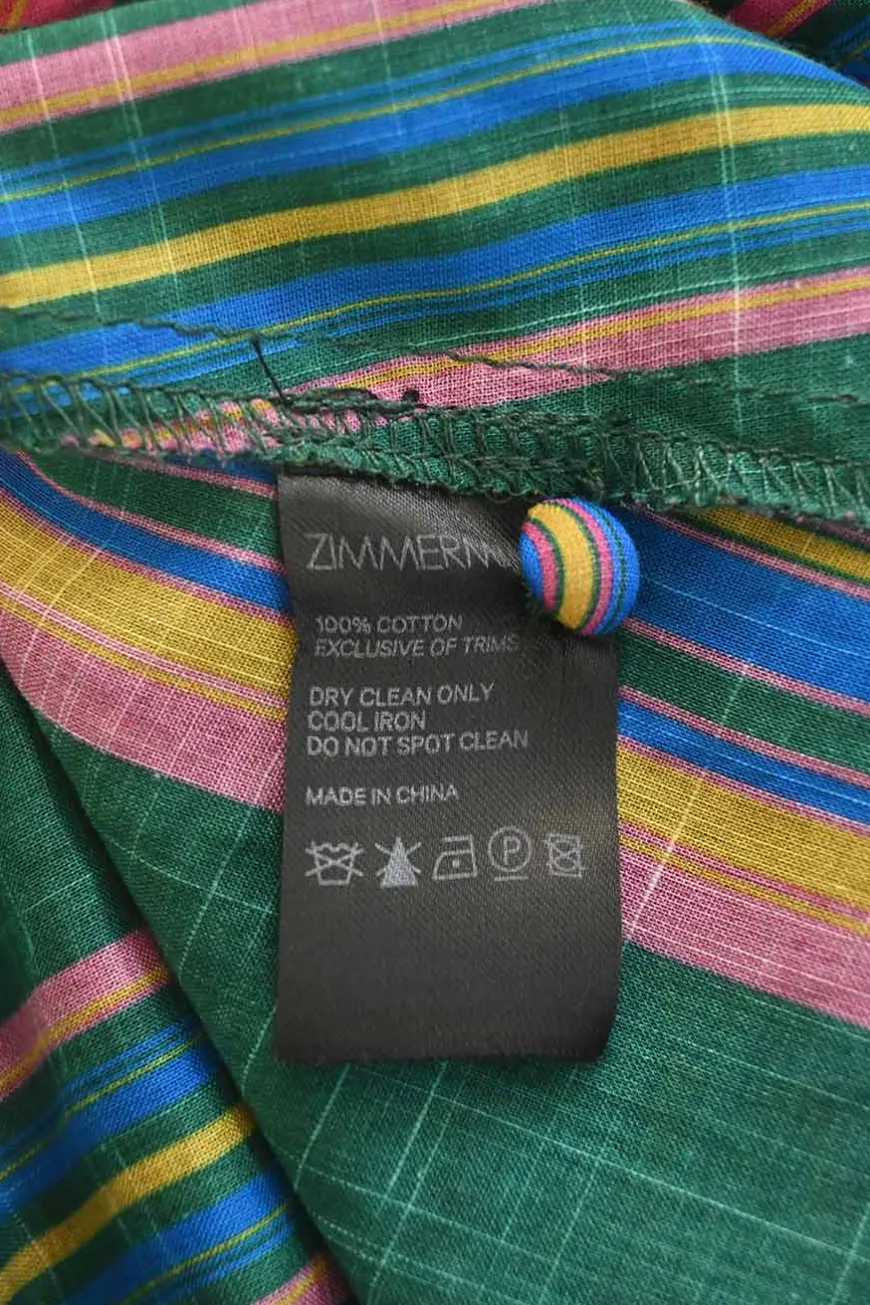 ZIMMERM
100% COTTON
EXCLUSIVE OF TRIMS
DRY CLEAN ONLY
COOL IRON
DO NOT SPOT CLEAN
MADE IN CHINA
P